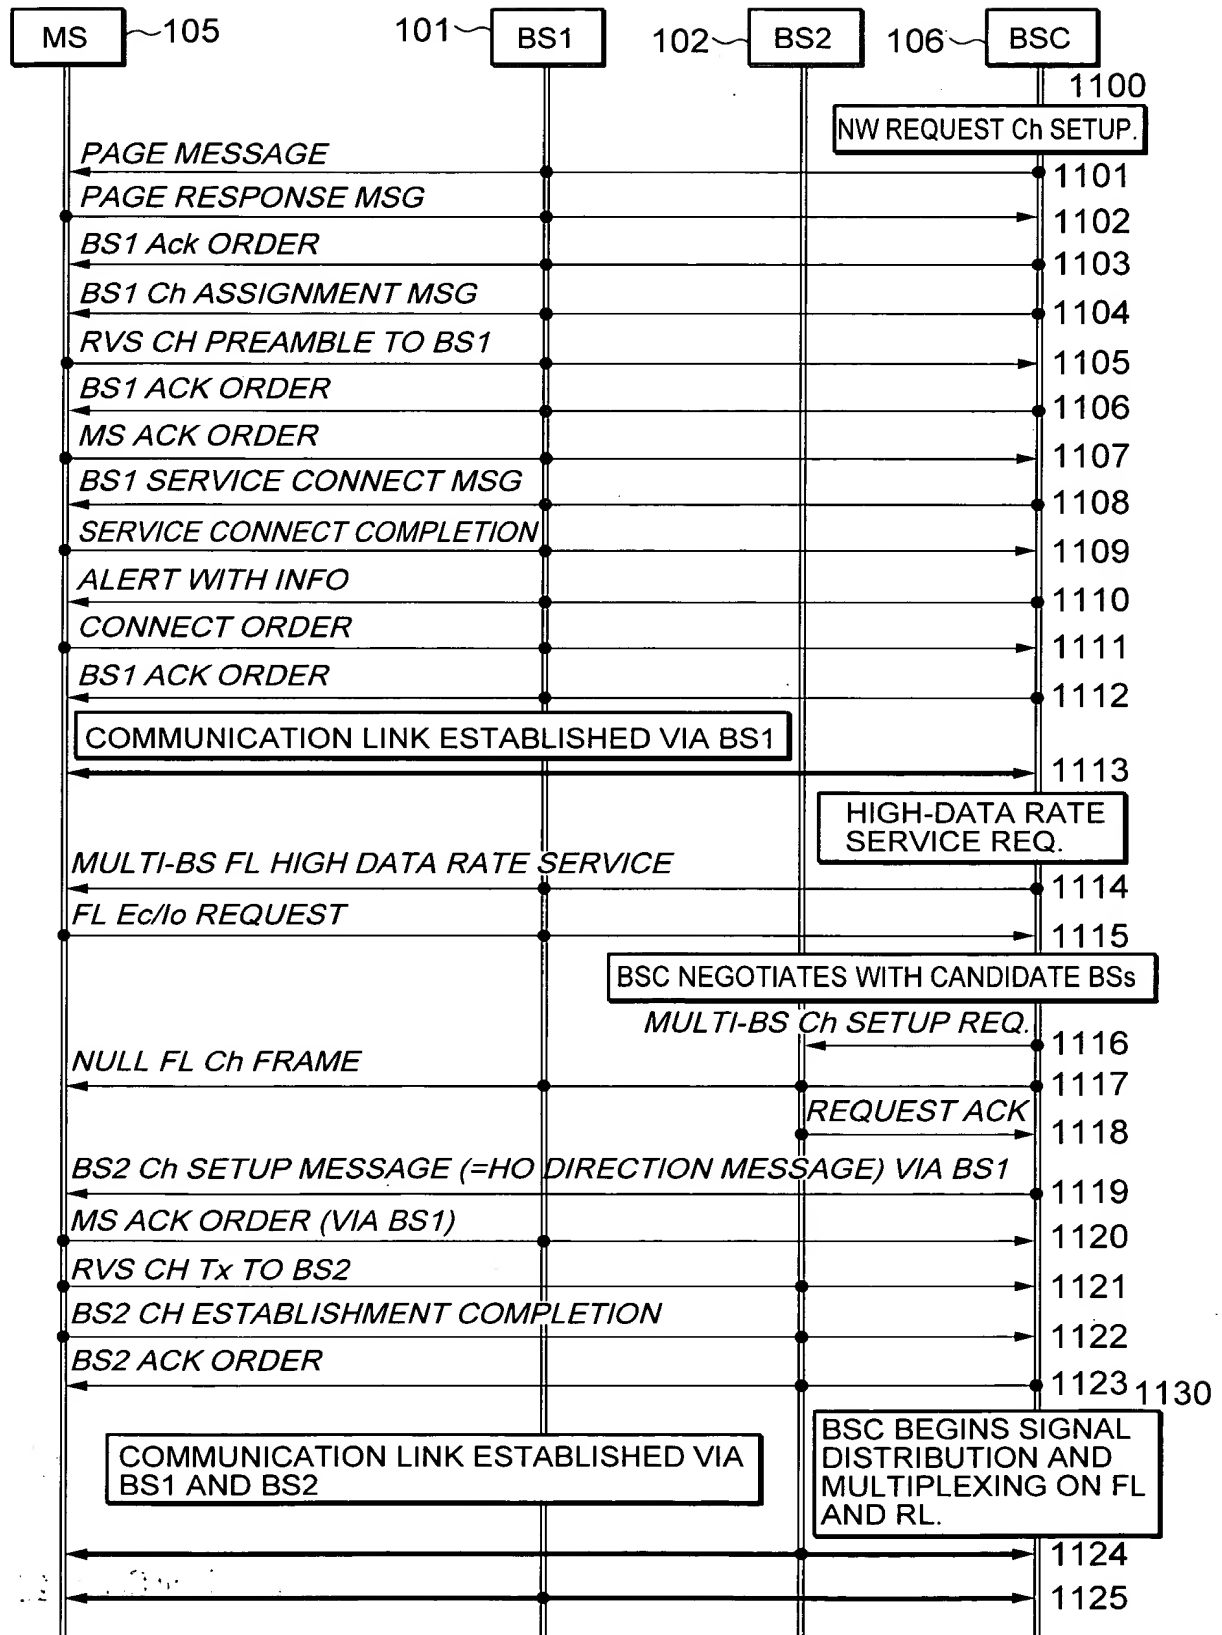 MS 105 101 BS1 102 BS2 106 BSC
1100
NW REQUEST Ch SETUP.
PAGE MESSAGE
1101
PAGE RESPONSE MSG
1102
BS1 Ack ORDER
1103
BS1 Ch ASSIGNMENT MSG
1104
RVS CH PREAMBLE TO BS1
1105
BS1 ACK ORDER
1106
MS ACK ORDER
1107
BS1 SERVICE CONNECT MSG
1108
SERVICE CONNECT COMPLETION
1109
ALERT WITH INFO
1110
CONNECT ORDER
1111
BS1 ACK ORDER
1112
COMMUNICATION LINK ESTABLISHED VIA BS1
1113
HIGH-DATA RATE
SERVICE REQ.
MULTI-BS FL HIGH DATA RATE SERVICE
1114
FL Ec/Io REQUEST
1115
BSC NEGOTIATES WITH CANDIDATE BSs
MULTI-BS Ch SETUP REQ.
1116
NULL FL Ch FRAME
1117
REQUEST ACK
1118
BS2 Ch SETUP MESSAGE (=HO DIRECTION MESSAGE) VIA BS1
1119
MS ACK ORDER (VIA BS1)
1120
RVS CH Tx TO BS2
1121
BS2 CH ESTABLISHMENT COMPLETION
1122
BS2 ACK ORDER
1123
1130
BSC BEGINS SIGNAL
DISTRIBUTION AND
MULTIPLEXING ON FL
AND RL.
COMMUNICATION LINK ESTABLISHED VIA
BS1 AND BS2
1124
1125